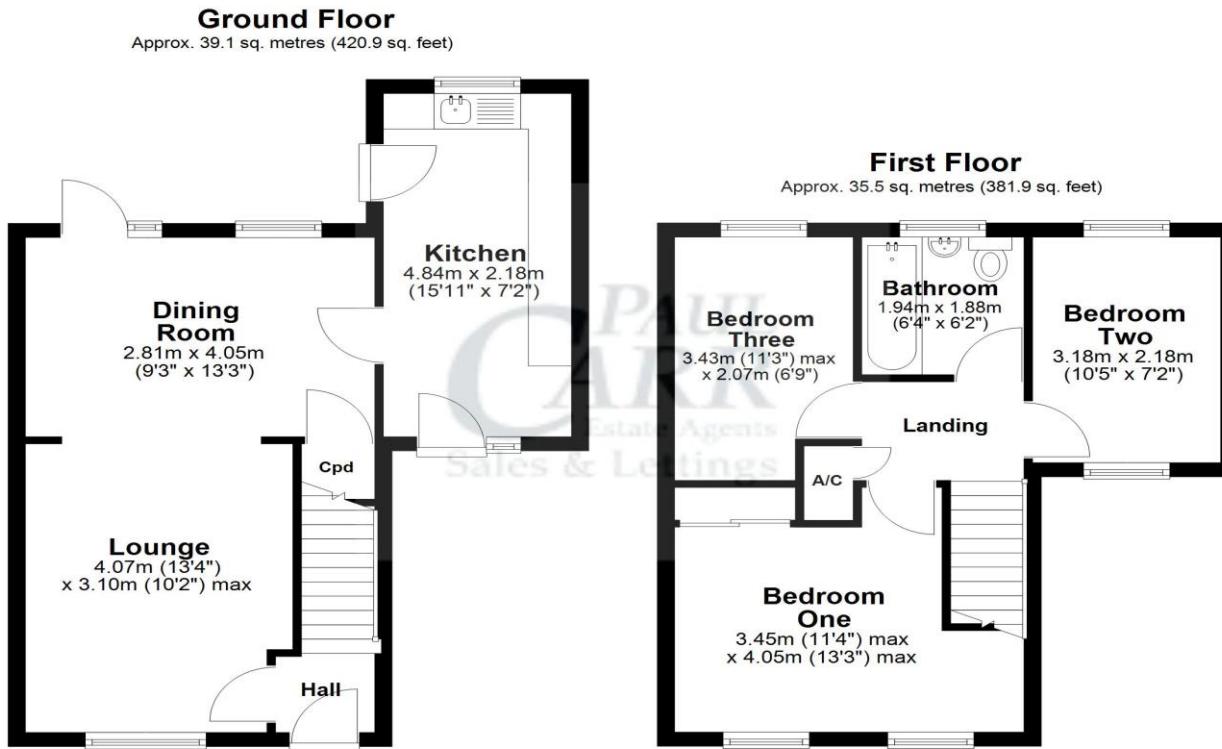 Ground Floor
Approx. 39.1 sq. metres (420.9 sq. feet)
Kitchen
4.84m x 2.18m
(15'11" x 7'2")
Dining
Room
2.81m x 4.05m
(9'3" x 13'3")
Cpd
Lounge
4.07m (13'4")
x 3.10m (10'2") max
Hall
First Floor
Approx. 35.5 sq. metres (381.9 sq. feet)
Bedroom
Three
3.43m (11'3") max
x 2.07m (6'9")
Bathroom
1.94m x 1.88m
(6'4" x 6'2")
Bedroom
Two
3.18m x 2.18m
(10'5" x 7'2")
Landing
A/C
Bedroom
One
3.45m (11'4") max
x 4.05m (13'3") max
PAUL
CARR
Estate Agents
Sales & Lettings